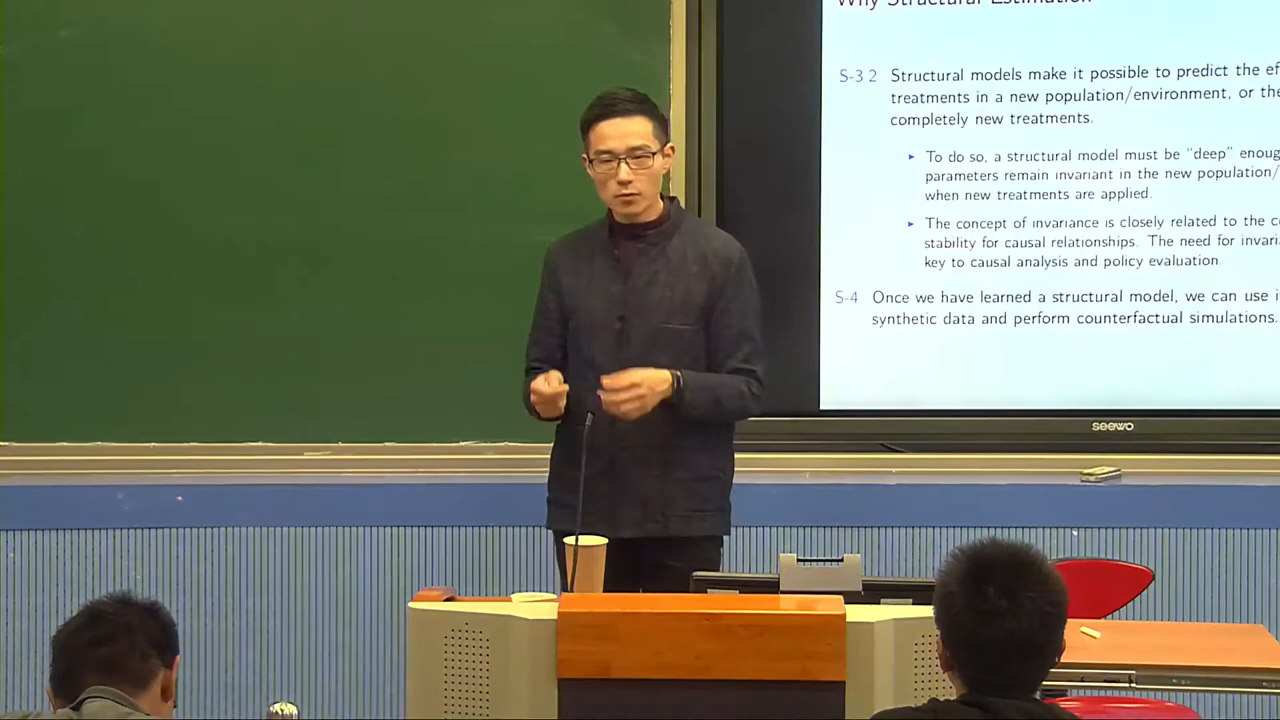 Why Structural Estimation
S-3.2 Structural models make it possible to predict the
treatments in a new population/environment, or
completely new treatments.
▸ To do so, a structural model must be "deep"
parameters remain invariant in the new population/
when new treatments are applied.
▸ The concept of invariance is closely related to the
stability for causal relationships. The need for
key to causal analysis and policy evaluation.
S-4 Once we have learned a structural model, we can use
synthetic data and perform counterfactual simulations.
seewo